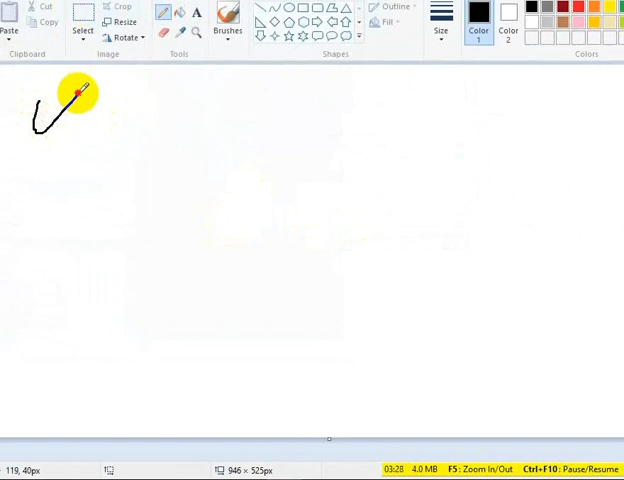 Paste
Cut
Copy
Clipboard
Select
Crop
Resize
Rotate
Image
A
Tools
Brushes
Outline
Fill
Shapes
Size
Color 1
Color 2
Colors
119, 40px
946 × 525px
03:28 4.0 MB F5: Zoom In/Out Ctrl+F10: Pause/Resume